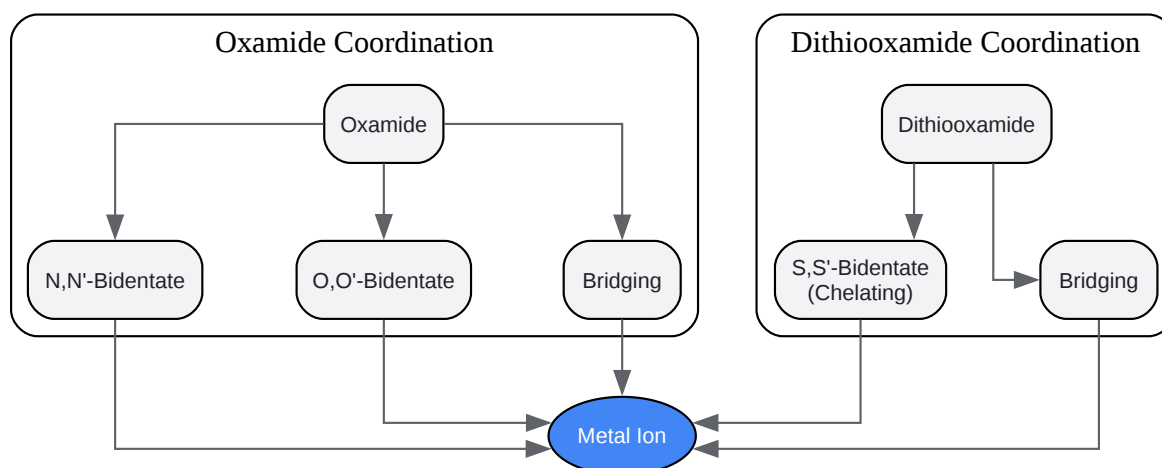 Oxamide Coordination
Dithiooxamide Coordination
Oxamide
Dithiooxamide
N,N'-Bidentate
O,O'-Bidentate
Bridging
S,S'-Bidentate
(Chelating)
Bridging
Metal Ion